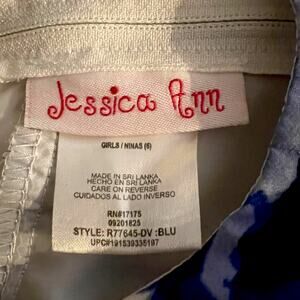 Jessica Ann
GIRLS / NINAS (6)
MADE IN SRI LANKA
HECHO EN SRI LANKA
CARE ON REVERSE
CUIDADOS AL LADO INVERSO
RN#17175
09201825
STYLE: R77645-DV :BLU
UPC#191539335197